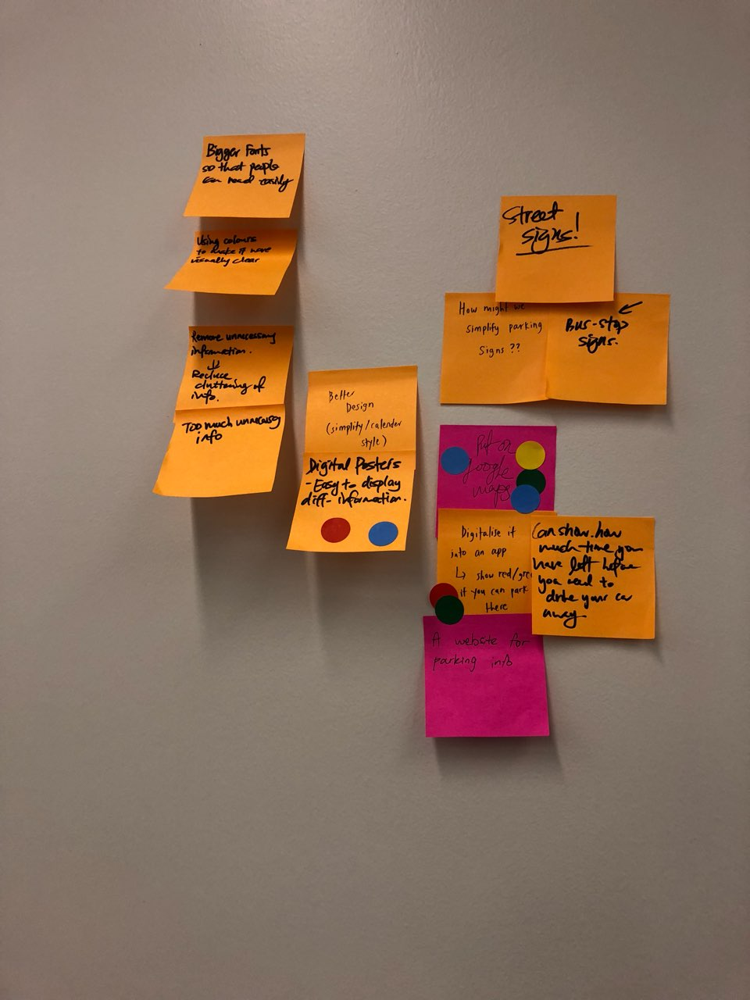 Bigger Fonts
so that people
can read easily
Using colours
to make it more
visually clear
Remove unnecessary
information.
↓
Reduce
cluttering of
info.
Too much unnecessary
info
Better
Design
(simplify/calender
style)
Digital Posters
- Easy to display
diff- information.
Street
signs!
How might we
simplify parking
Signs ??
Bus-stop
signs.
Put on
google
maps
Digitalise it
into an app
↳ show red/gre
if you can park
there
Can show how
much time you
have left before
you need to
drive your car
away.
A website for
parking info